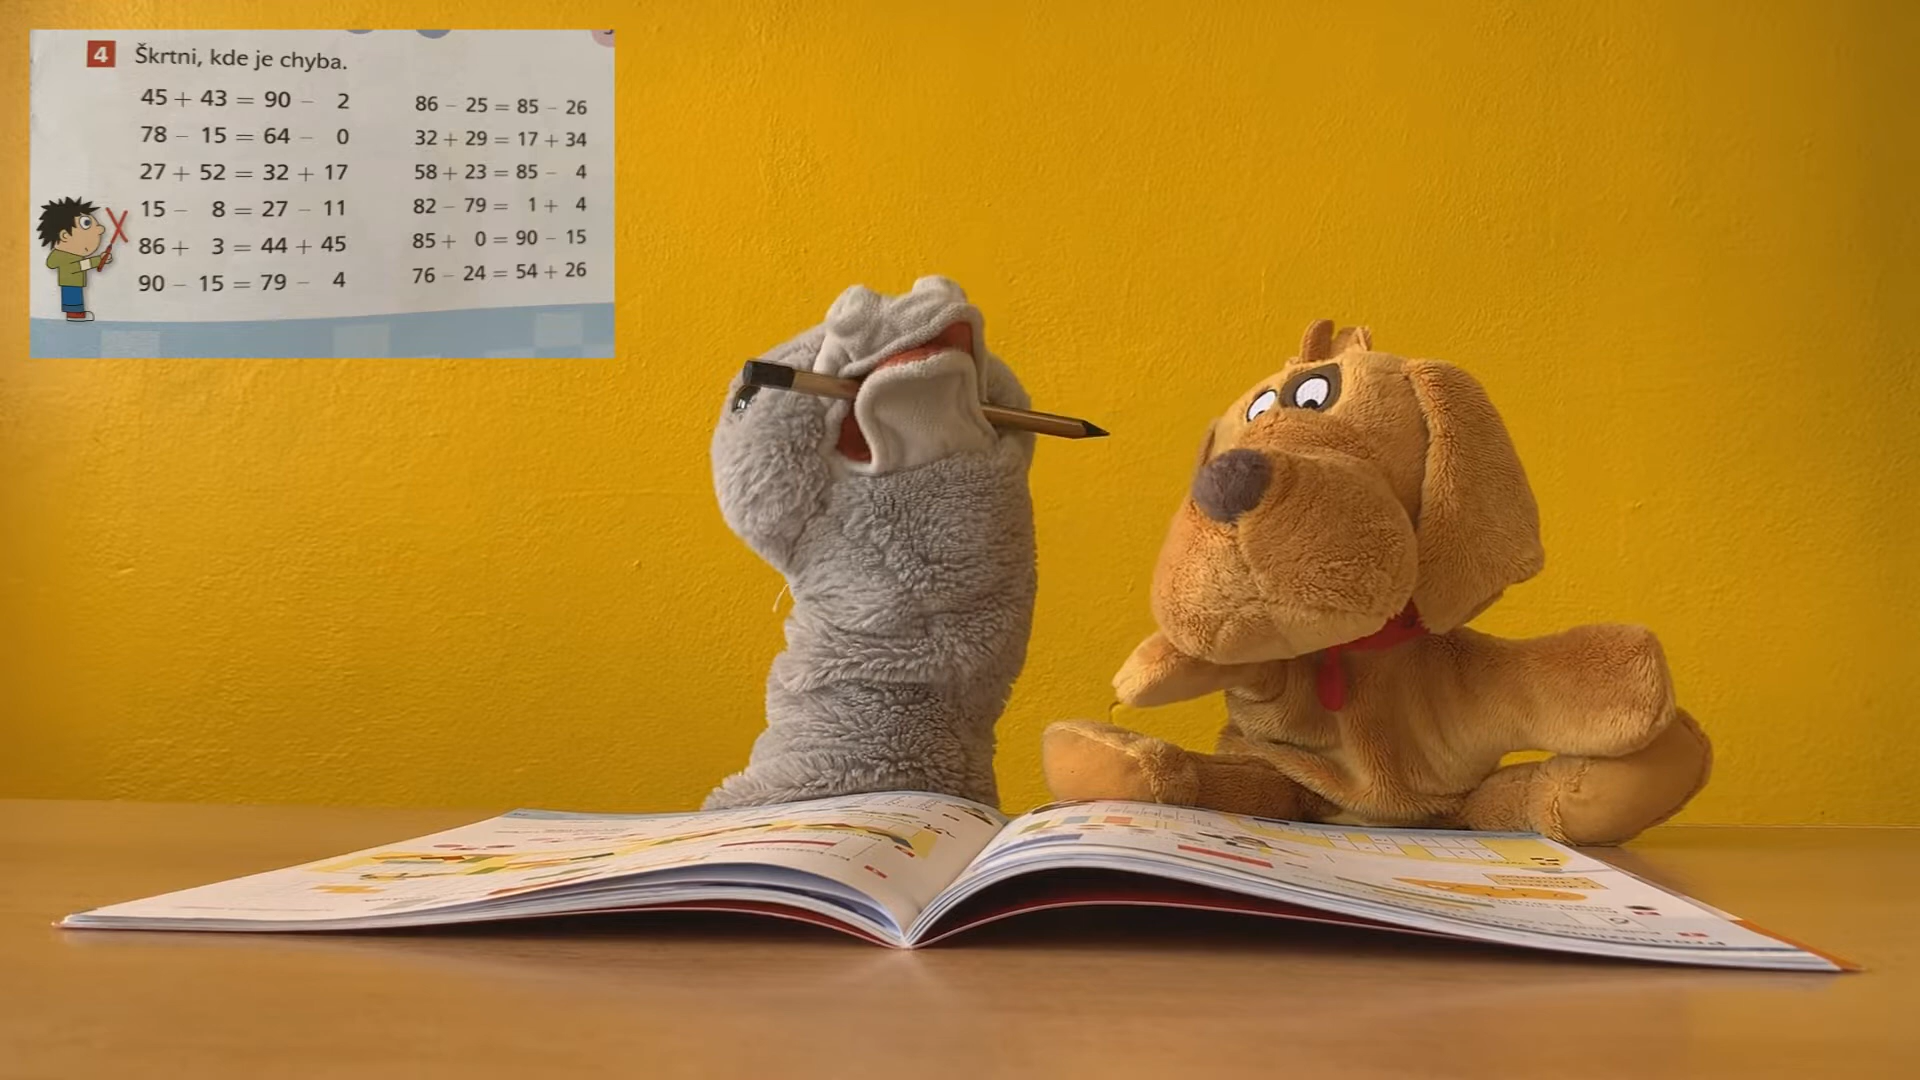 4 Škrtni, kde je chyba.
45 + 43 = 90 - 2
78 - 15 = 64 - 0
27 + 52 = 32 + 17
15 - 8 = 27 - 11
86 + 3 = 44 + 45
90 - 15 = 79 - 4
86 - 25 = 85 - 26
32 + 29 = 17 + 34
58 + 23 = 85 - 4
82 - 79 = 1 + 4
85 + 0 = 90 - 15
76 - 24 = 54 + 26